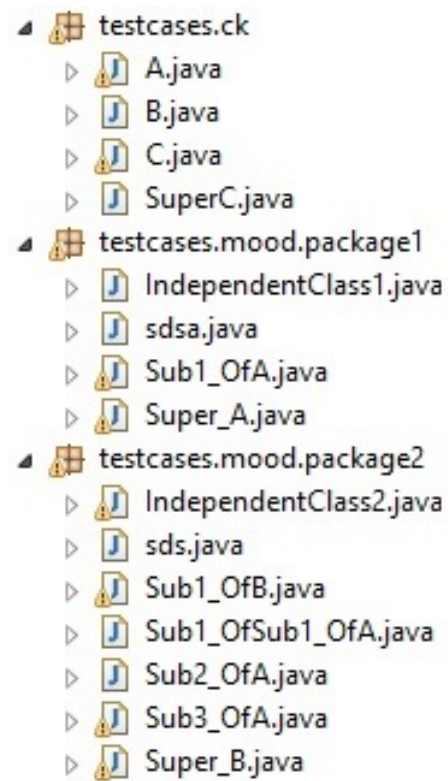 testcases.ck
A.java
B.java
C.java
SuperC.java
testcases.mood.package1
IndependentClass1.java
sdsa.java
Sub1_OfA.java
Super_A.java
testcases.mood.package2
IndependentClass2.java
sds.java
Sub1_OfB.java
Sub1_OfSub1_OfA.java
Sub2_OfA.java
Sub3_OfA.java
Super_B.java